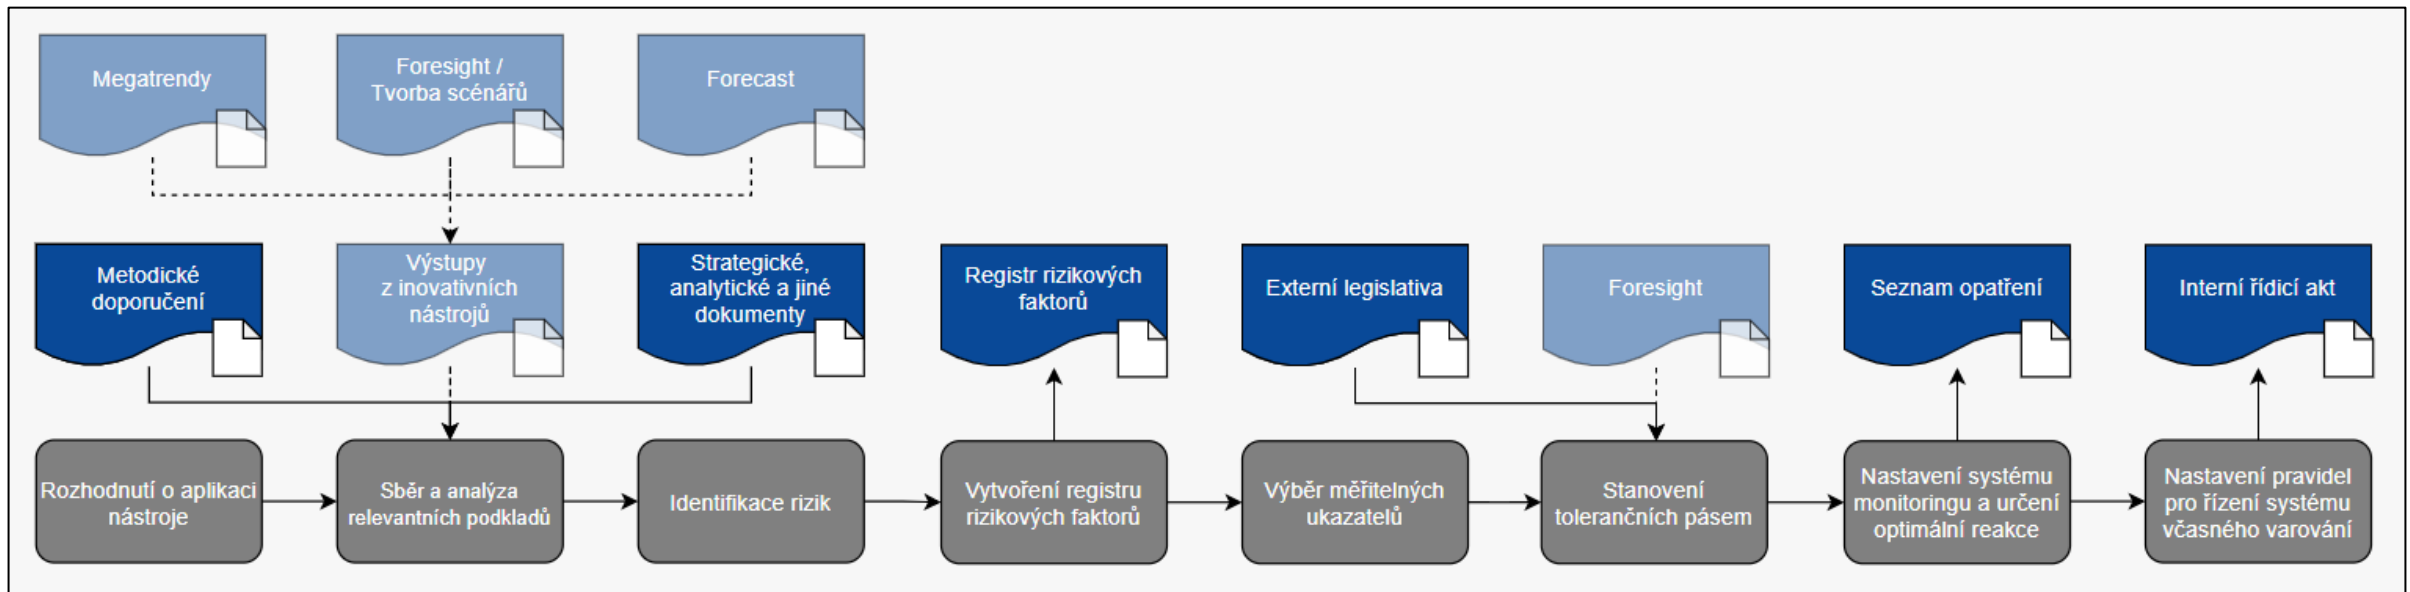 Megatrendy
Foresight /
Tvorba scénářů
Forecast
Metodické
doporučení
Výstupy
z inovativních
nástrojů
Strategické,
analytické a jiné
dokumenty
Registr rizikových
faktorů
Externí legislativa
Foresight
Seznam opatření
Interní řídicí akt
Rozhodnutí o aplikaci
nástroje
Sběr a analýza
relevantních podkladů
Identifikace rizik
Vytvoření registru
rizikových faktorů
Výběr měřitelných
ukazatelů
Stanovení
tolerančních pásem
Nastavení systému
monitoringu a určení
optimální reakce
Nastavení pravidel
pro řízení systému
včasného varování